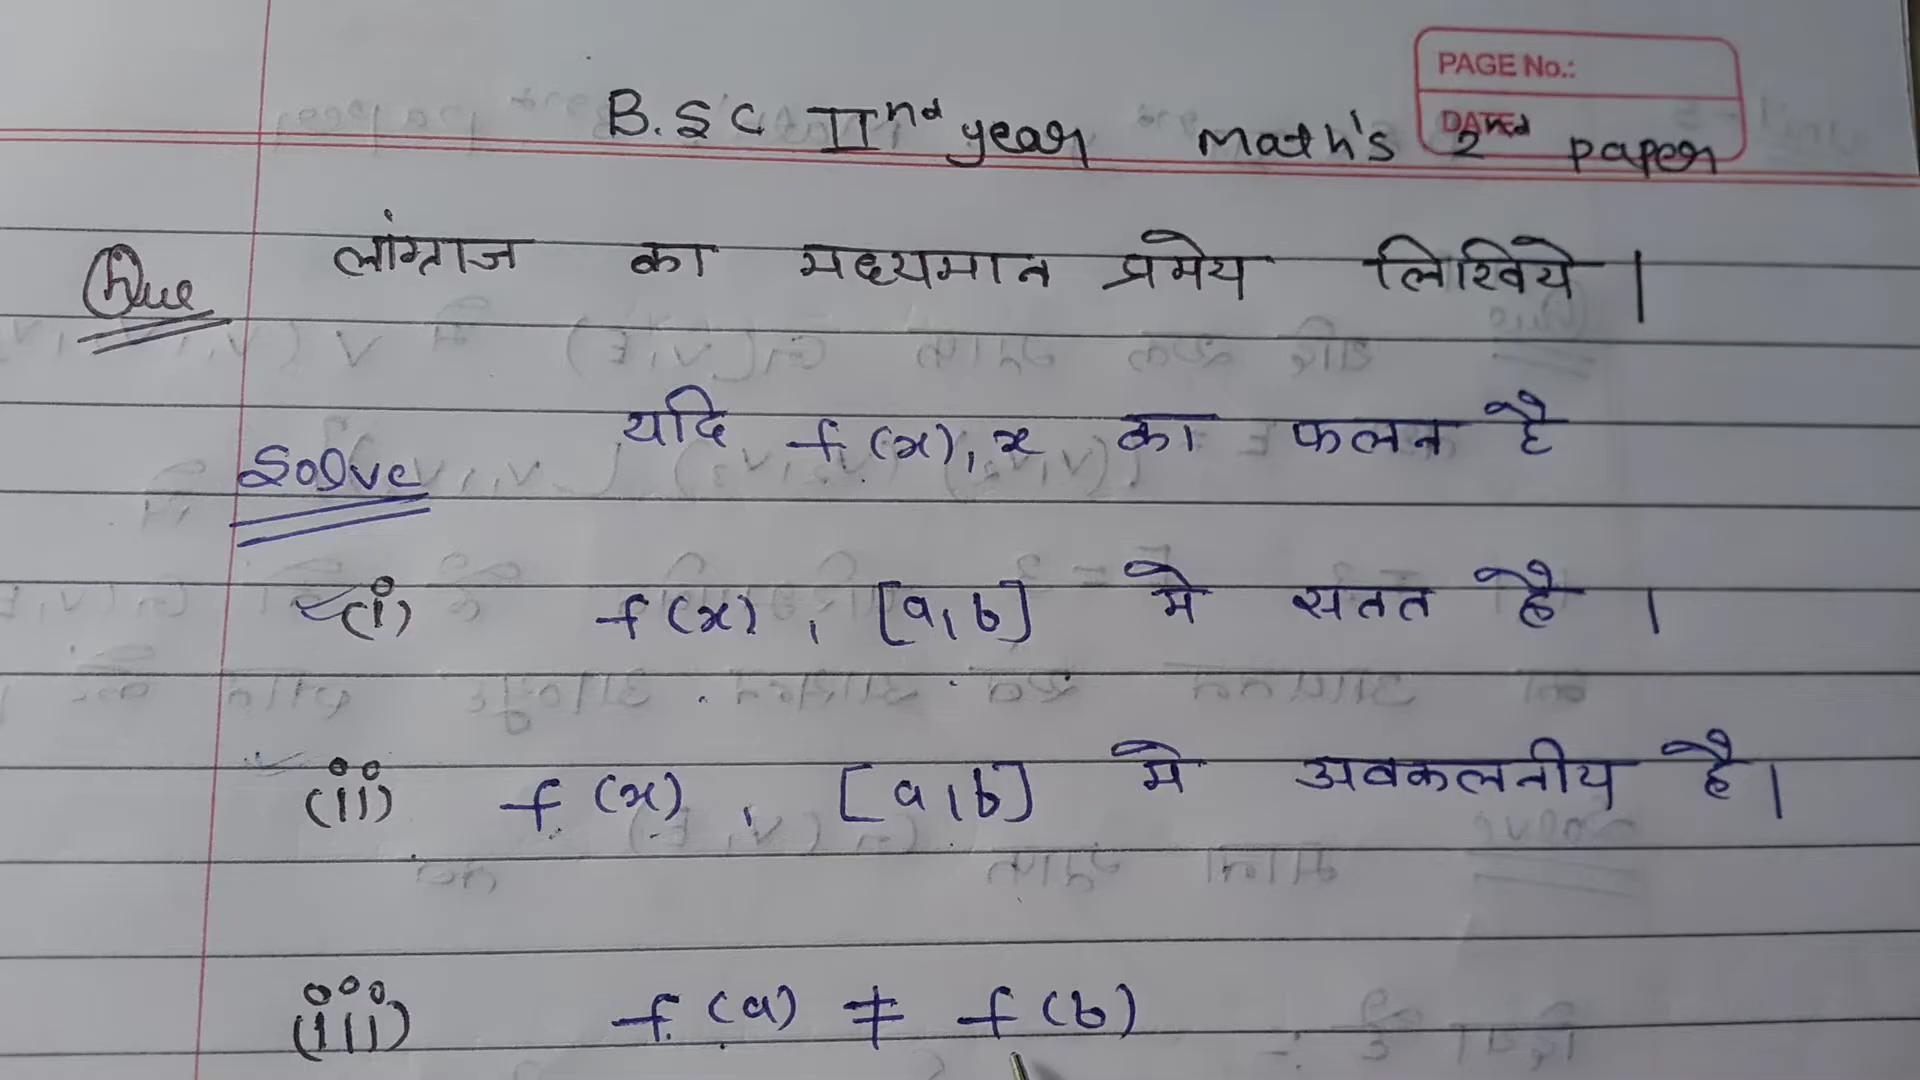 PAGE No.:
DATE:
B.SC IInd year Math's 2nd paper
Que लांग्राज का मध्यमान प्रमेय लिखिये ।
Solve यदि f(x), x का फलन है
(i) f(x), [a,b] मे सतत है ।
(ii) f(x), [a,b] मे अवकलनीय है ।
(iii) f(a) ≠ f(b)